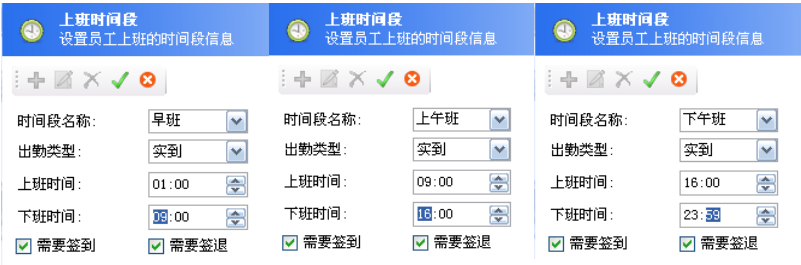 上班时间段
设置员工上班的时间段信息
时间段名称: 早班
出勤类型: 实到
上班时间: 01:00
下班时间: 09:00
需要签到 需要签退
上班时间段
设置员工上班的时间段信息
时间段名称: 上午班
出勤类型: 实到
上班时间: 09:00
下班时间: 16:00
需要签到 需要签退
上班时间段
设置员工上班的时间段信息
时间段名称: 下午班
出勤类型: 实到
上班时间: 16:00
下班时间: 23:59
需要签到 需要签退